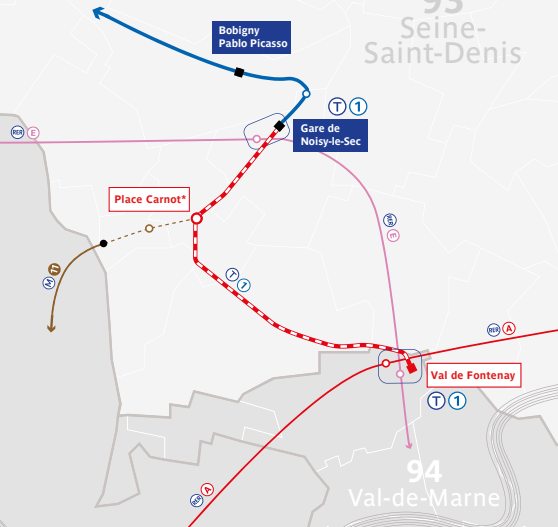 93
Seine-
Saint-Denis
Bobigny
Pablo Picasso
T 1
Gare de
Noisy-le-Sec
RER E
Place Carnot*
RER E
M 11
T 1
RER A
Val de Fontenay
T 1
94
Val-de-Marne
RER A